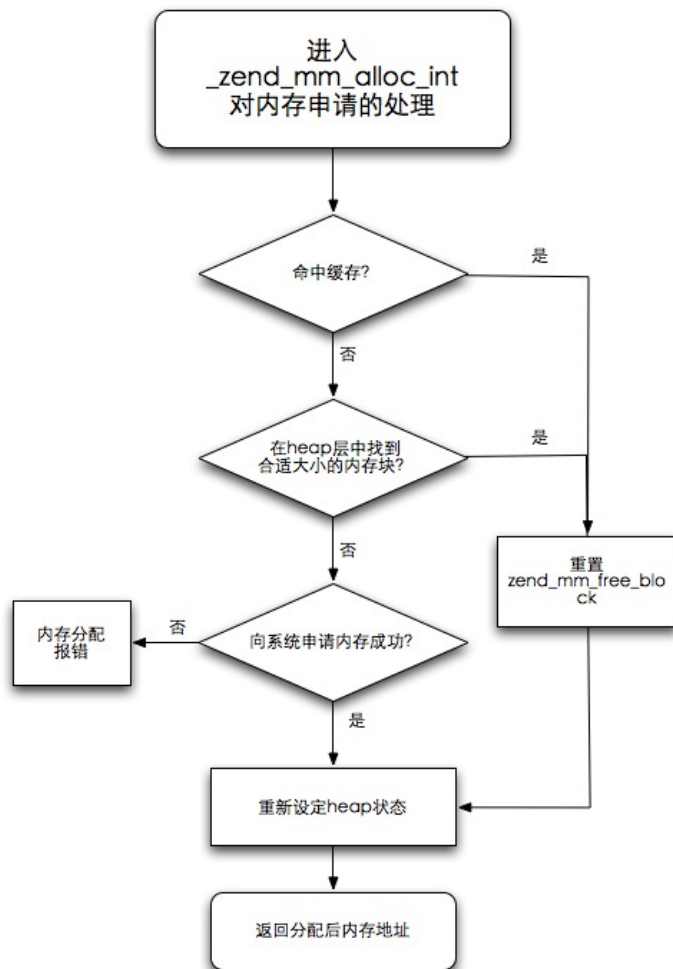 进入
_zend_mm_alloc_int
对内存申请的处理
命中缓存?
是
否
在heap层中找到
合适大小的内存块?
是
否
重置
zend_mm_free_blo
ck
向系统申请内存成功?
否
内存分配
报错
是
重新设定heap状态
返回分配后内存地址